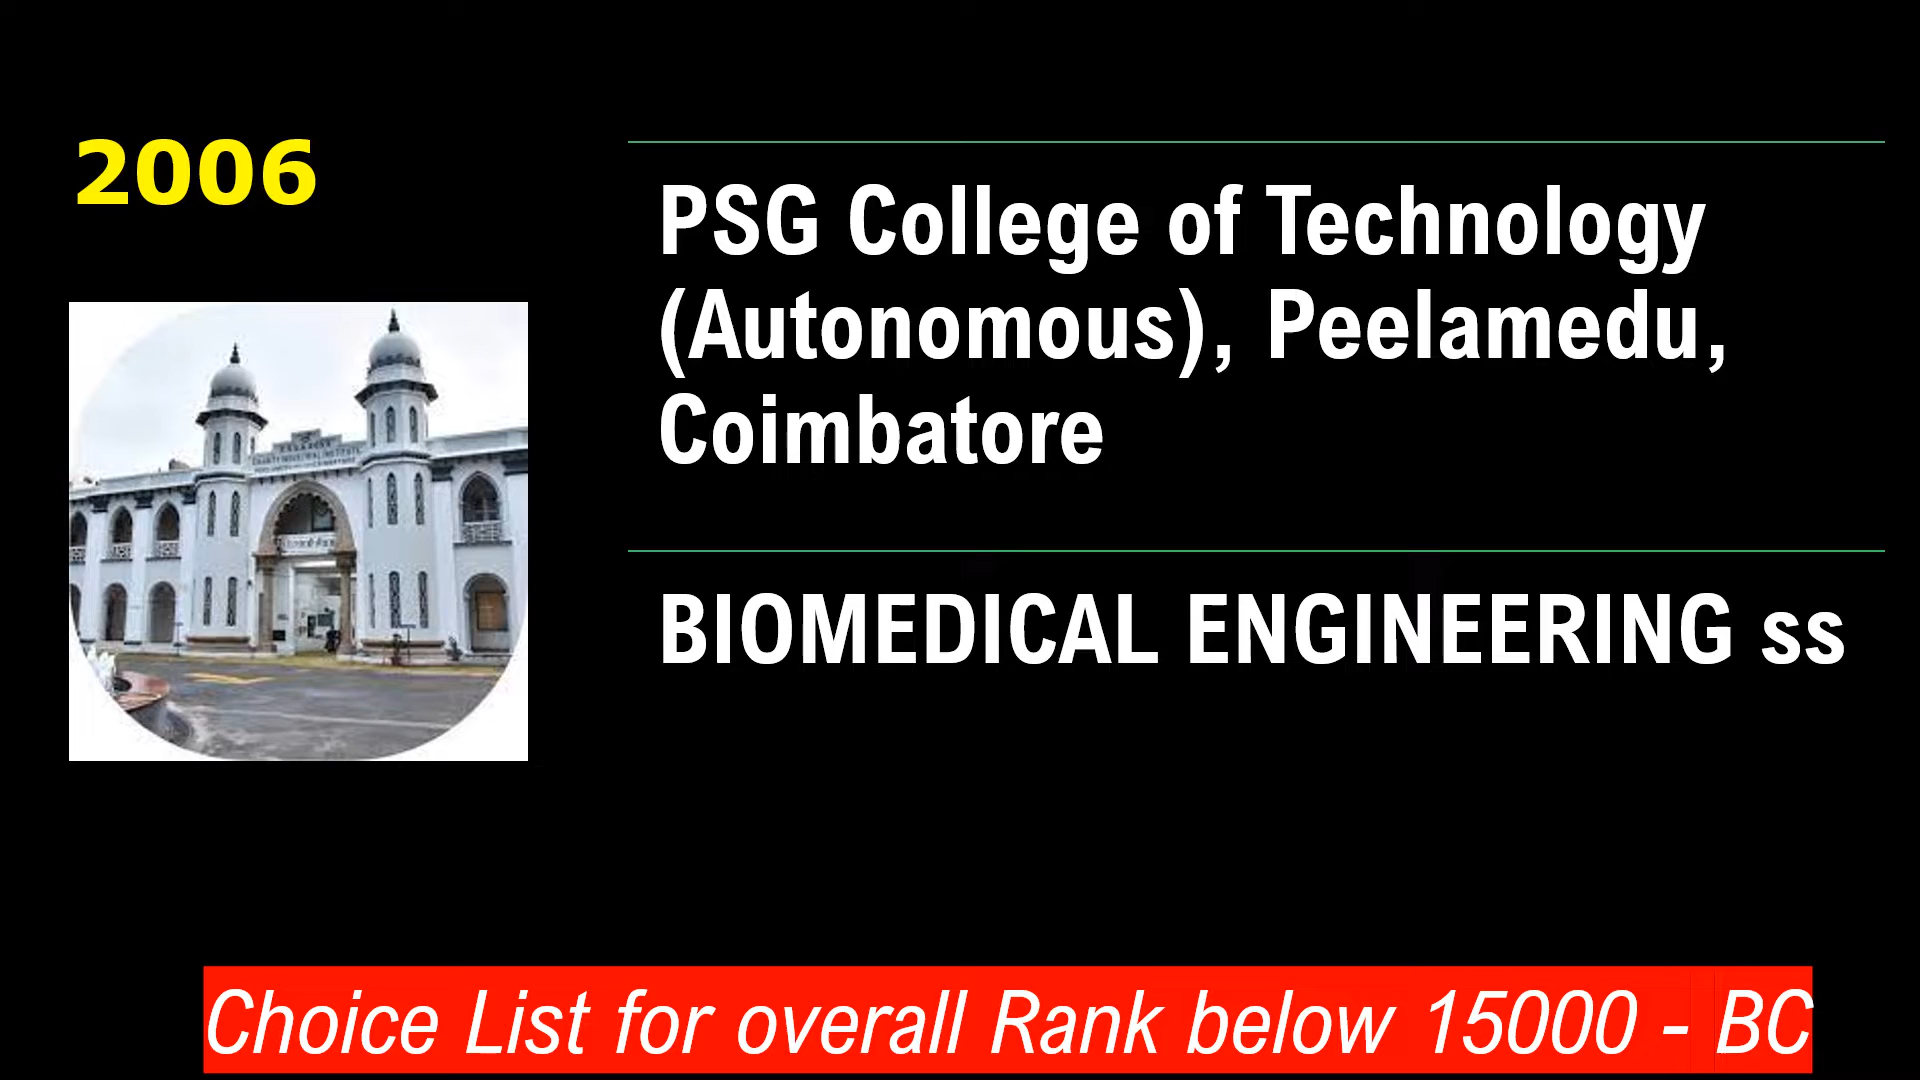 2006
PSG College of Technology
(Autonomous), Peelamedu,
Coimbatore
BIOMEDICAL ENGINEERING ss
Choice List for overall Rank below 15000 - BC